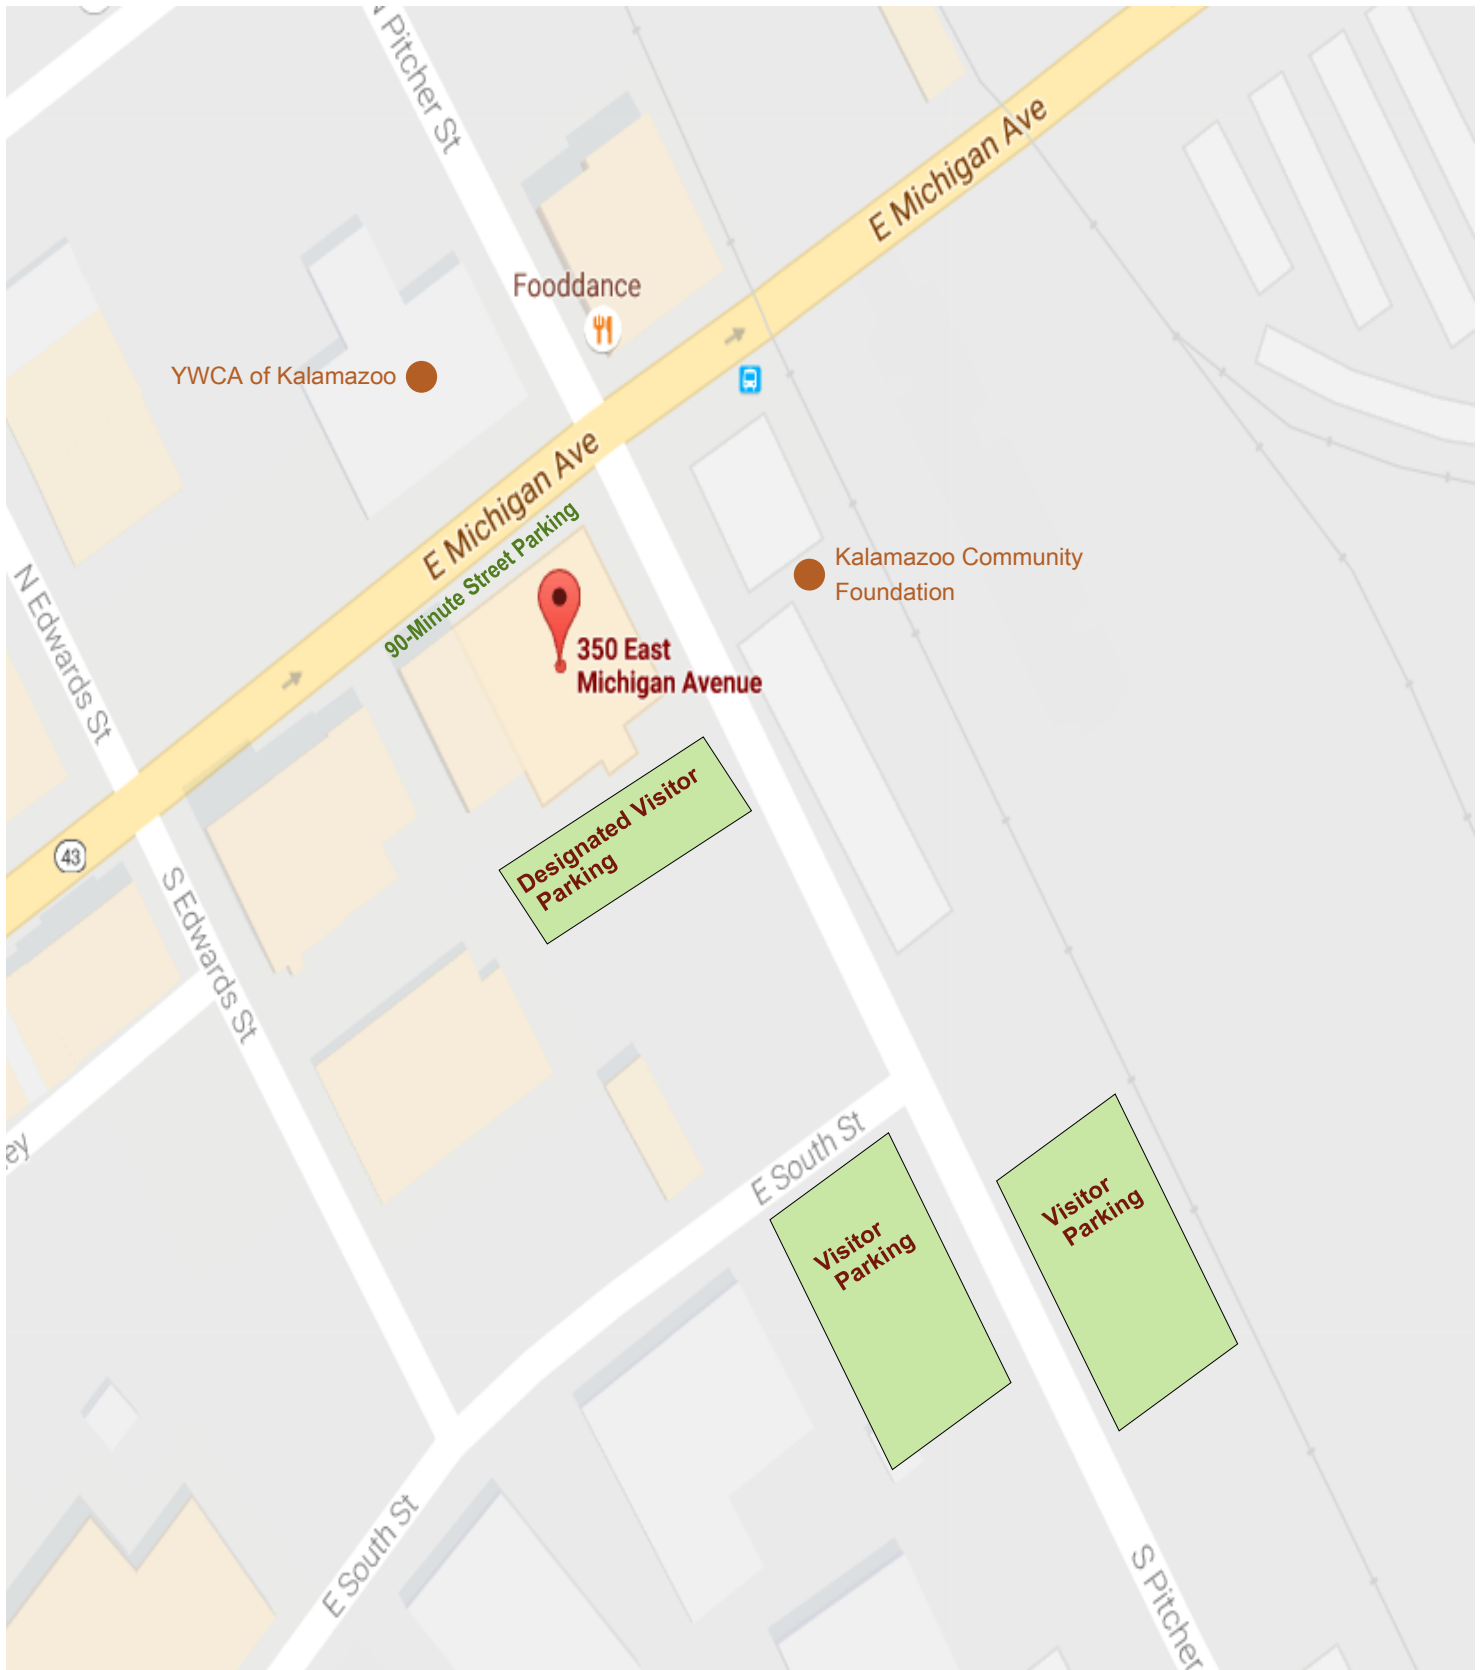 N Pitcher St
E Michigan Ave
Fooddance
YWCA of Kalamazoo
E Michigan Ave
90-Minute Street Parking
Kalamazoo Community
Foundation
N Edwards St
350 East
Michigan Avenue
Designated Visitor
Parking
43
S Edwards St
ey
E South St
Visitor
Parking
Visitor
Parking
E South St
S Pitcher